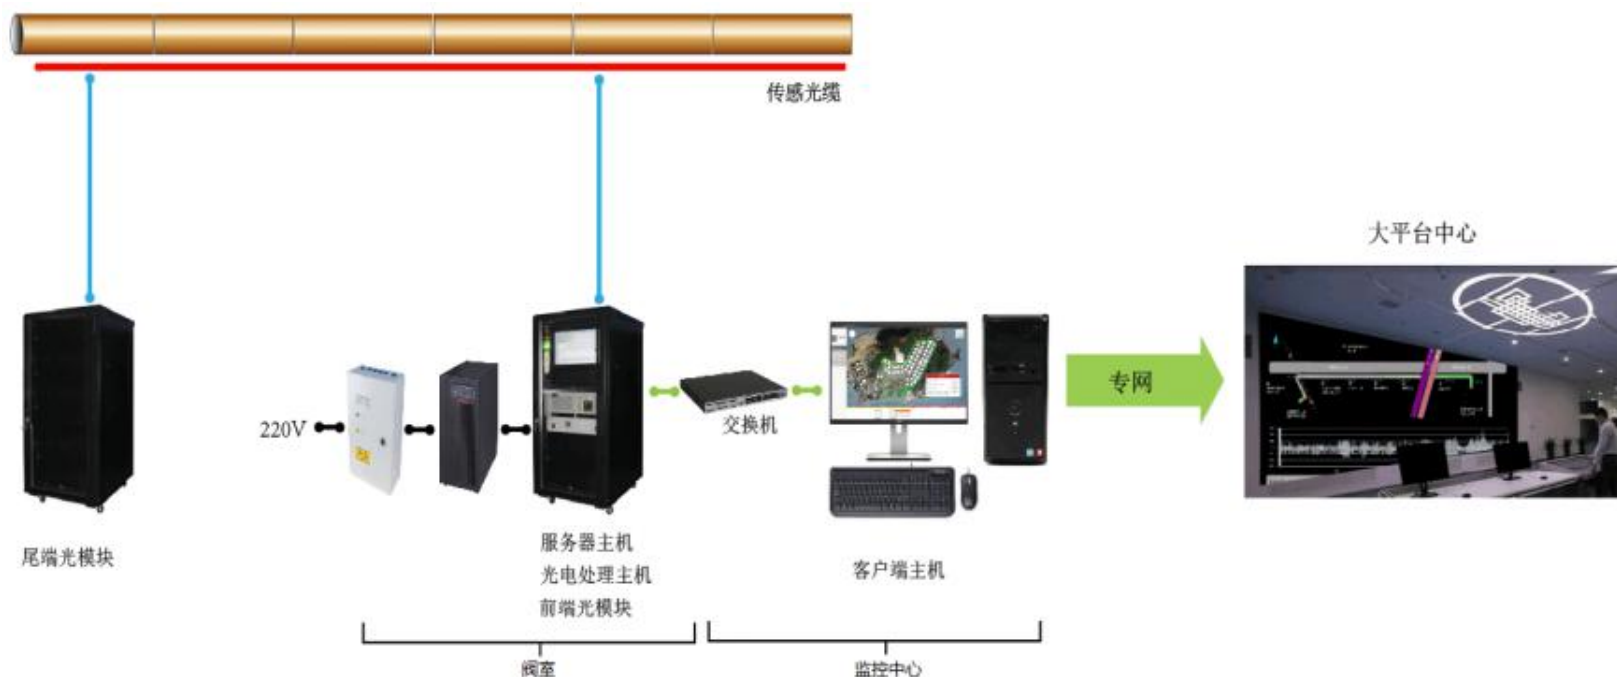 传感光缆
大平台中心
专网
220V
交换机
尾端光模块
服务器主机
光电处理主机
前端光模块
客户端主机
阀室
监控中心